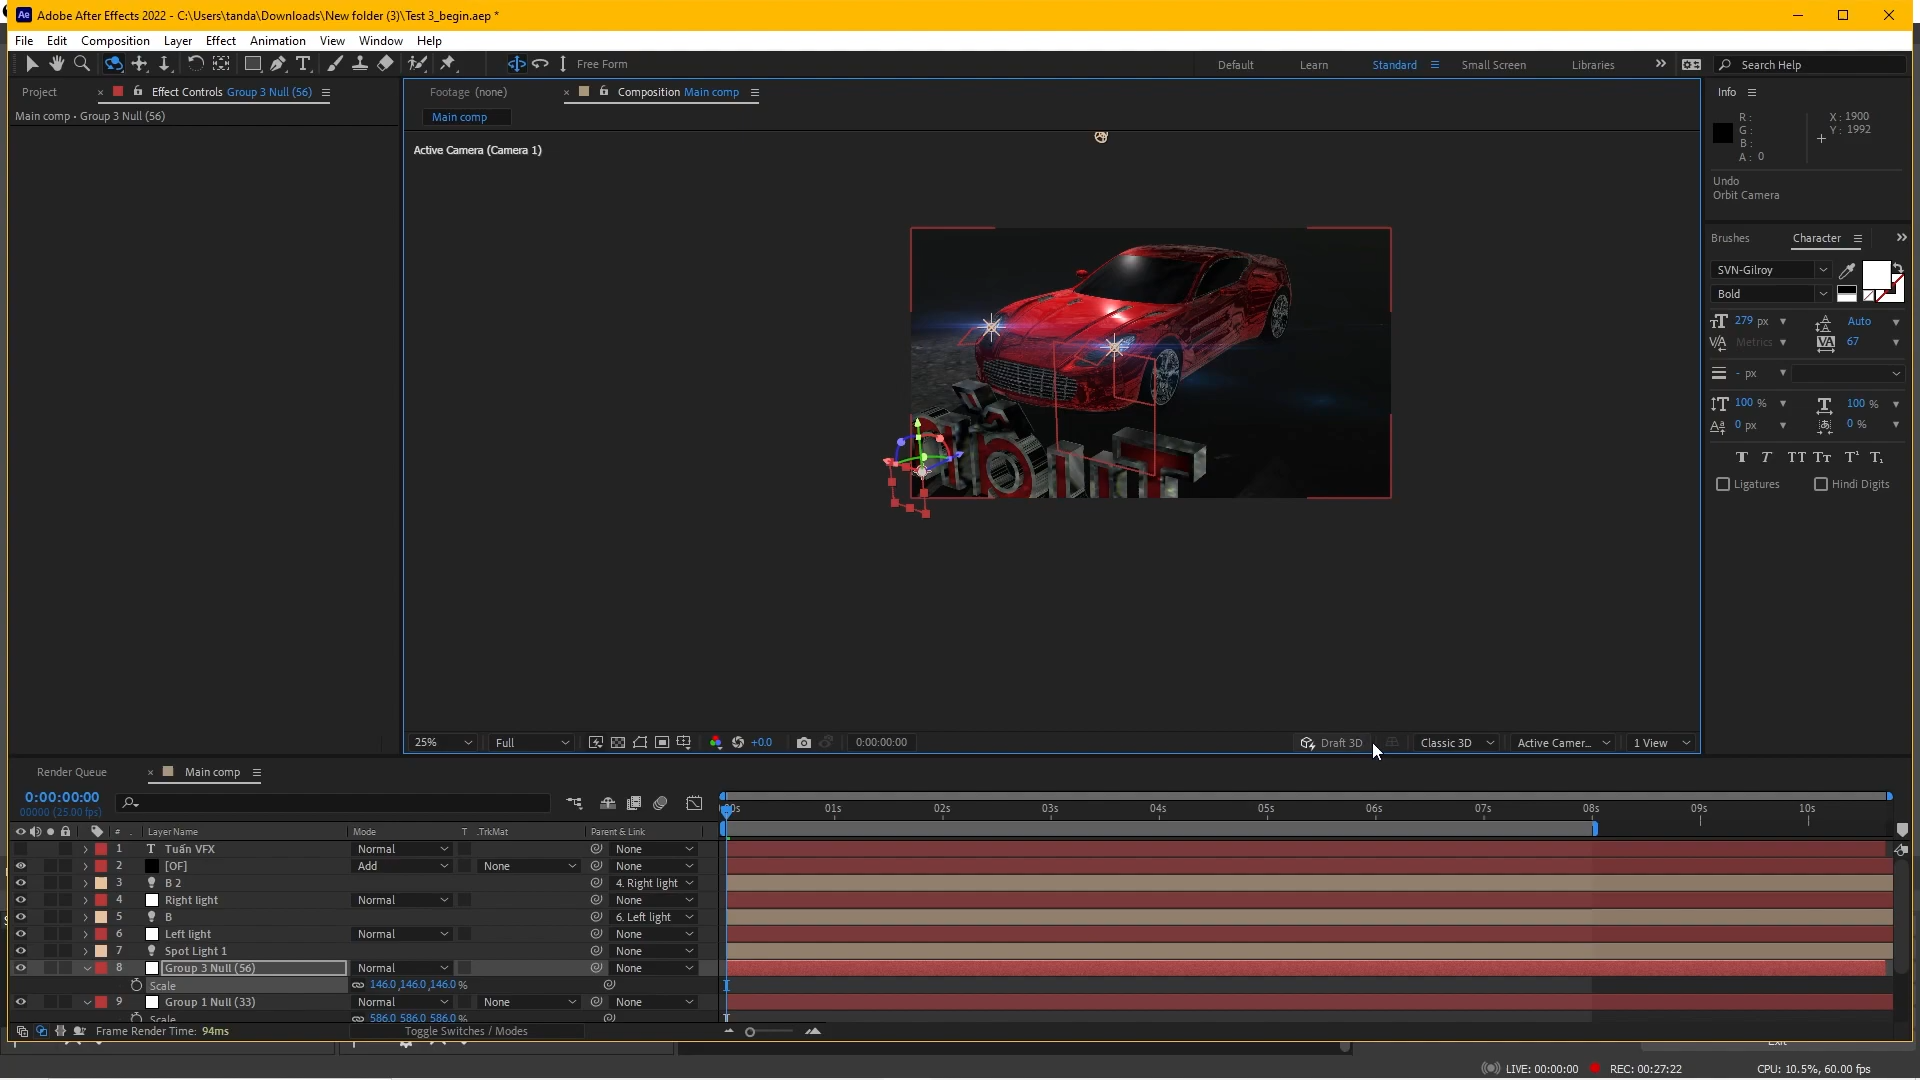 Adobe After Effects 2022 - C:\Users\tanda\Downloads\New folder (3)\Test 3_begin.aep *
File Edit Composition Layer Effect Animation View Window Help
Free Form Default Learn Standard Small Screen Libraries Search Help
Project Effect Controls Group 3 Null (56) Footage (none) Composition Main comp Info
Main comp • Group 3 Null (56) Main comp
R: X: 1900
G: Y: 1992
B:
A: 0
Active Camera (Camera 1)
Undo
Orbit Camera
Brushes Character
SVN-Gilroy
Bold
279 px Auto
Metrics 67
- px
100 % 100 %
0 px 0 %
Ligatures Hindi Digits
25% Full +0.0 0:00:00:00 Draft 3D Classic 3D Active Camer... 1 View
Render Queue Main comp
0:00:00:00
00000 (25.00 fps)
00s 01s 02s 03s 04s 05s 06s 07s 08s 09s 10s
# Layer Name Mode T .TrkMat Parent & Link
1 T Tuấn VFX Normal None
2 [OF] Add None None
3 B 2 4. Right light
4 Right light Normal None
5 B 6. Left light
6 Left light Normal None
7 Spot Light 1 None
8 Group 3 Null (56) Normal None
Scale 146.0,146.0,146.0 %
9 Group 1 Null (33) Normal None None
Scale 586.0 586.0 586.0 %
Frame Render Time: 94ms Toggle Switches / Modes
Exit
LIVE: 00:00:00 REC: 00:27:22 CPU: 10.5%, 60.00 fps